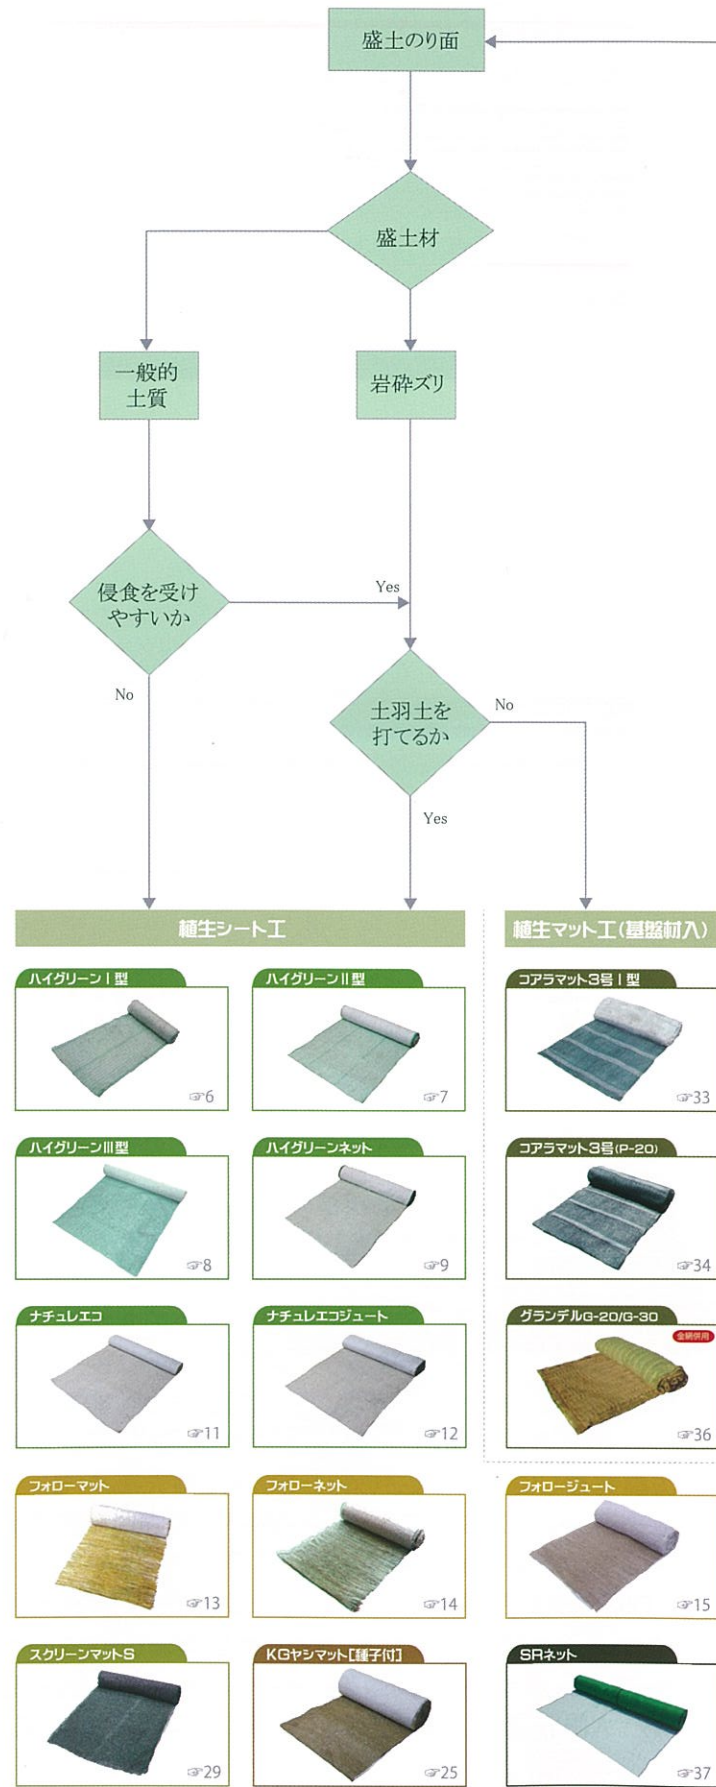 盛土のり面
盛土材
一般的
土質
岩砕ズリ
侵食を受け
やすいか
Yes
No
土羽土を
打てるか
No
Yes
植生シート工
植生マット工(基盤材入)
ハイグリーンⅠ型
☞6
ハイグリーンⅡ型
☞7
コアラマット3号Ⅰ型
☞33
ハイグリーンⅢ型
☞8
ハイグリーンネット
☞9
コアラマット3号(P-20)
☞34
ナチュレエコ
☞11
ナチュレエコジュート
☞12
グランデルG-20/G-30
金網併用
☞36
フォローマット
☞13
フォローネット
☞14
フォロージュート
☞15
スクリーンマットS
☞29
KGヤシマット[種子付]
☞25
SRネット
☞37